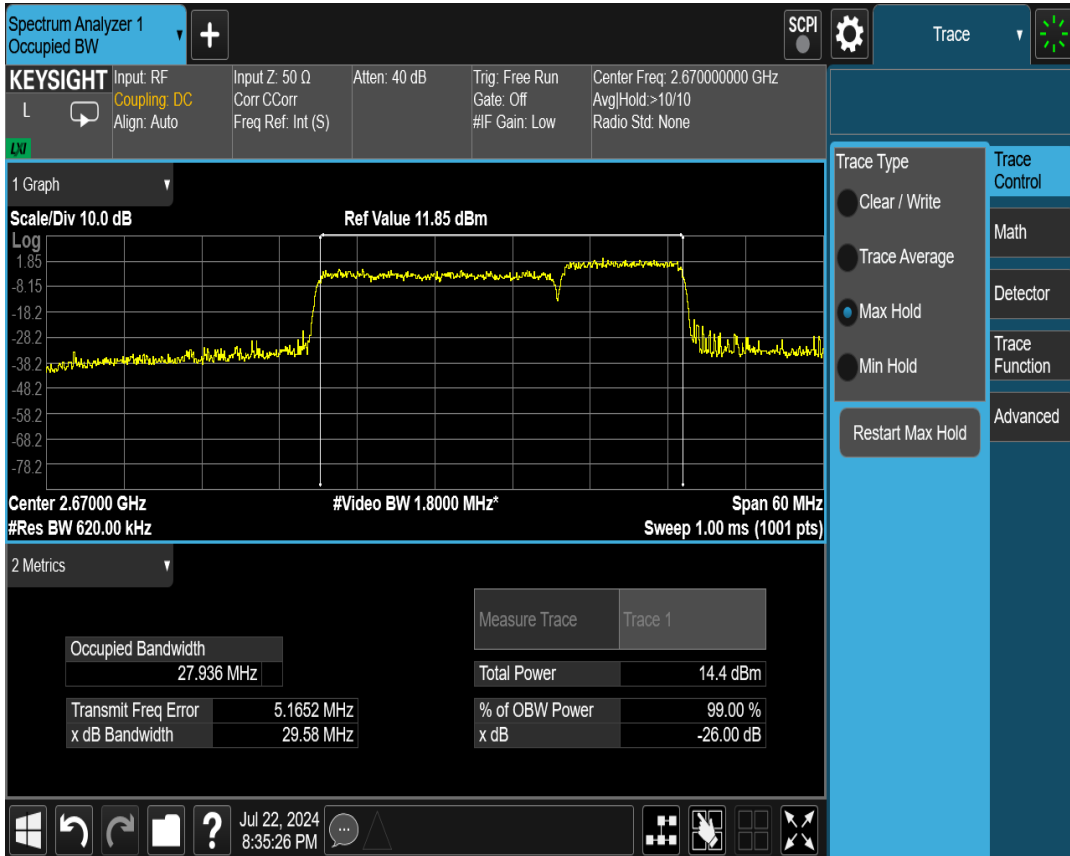 Spectrum Analyzer 1
Occupied BW
+
SCPI
Trace
KEYSIGHT
L
LXI
Input: RF
Coupling: DC
Align: Auto
Input Z: 50 Ω
Corr CCorr
Freq Ref: Int (S)
Atten: 40 dB
Trig: Free Run
Gate: Off
#IF Gain: Low
Center Freq: 2.670000000 GHz
Avg|Hold:>10/10
Radio Std: None
1 Graph
Scale/Div 10.0 dB
Ref Value 11.85 dBm
Log
1.85
-8.15
-18.2
-28.2
-38.2
-48.2
-58.2
-68.2
-78.2
Center 2.67000 GHz
#Video BW 1.8000 MHz*
Span 60 MHz
#Res BW 620.00 kHz
Sweep 1.00 ms (1001 pts)
2 Metrics
Measure Trace
Trace 1
Occupied Bandwidth
27.936 MHz
Total Power
14.4 dBm
Transmit Freq Error
5.1652 MHz
% of OBW Power
99.00 %
x dB Bandwidth
29.58 MHz
x dB
-26.00 dB
Trace Type
Clear / Write
Trace Average
Max Hold
Min Hold
Restart Max Hold
Trace
Control
Math
Detector
Trace
Function
Advanced
?
Jul 22, 2024
8:35:26 PM